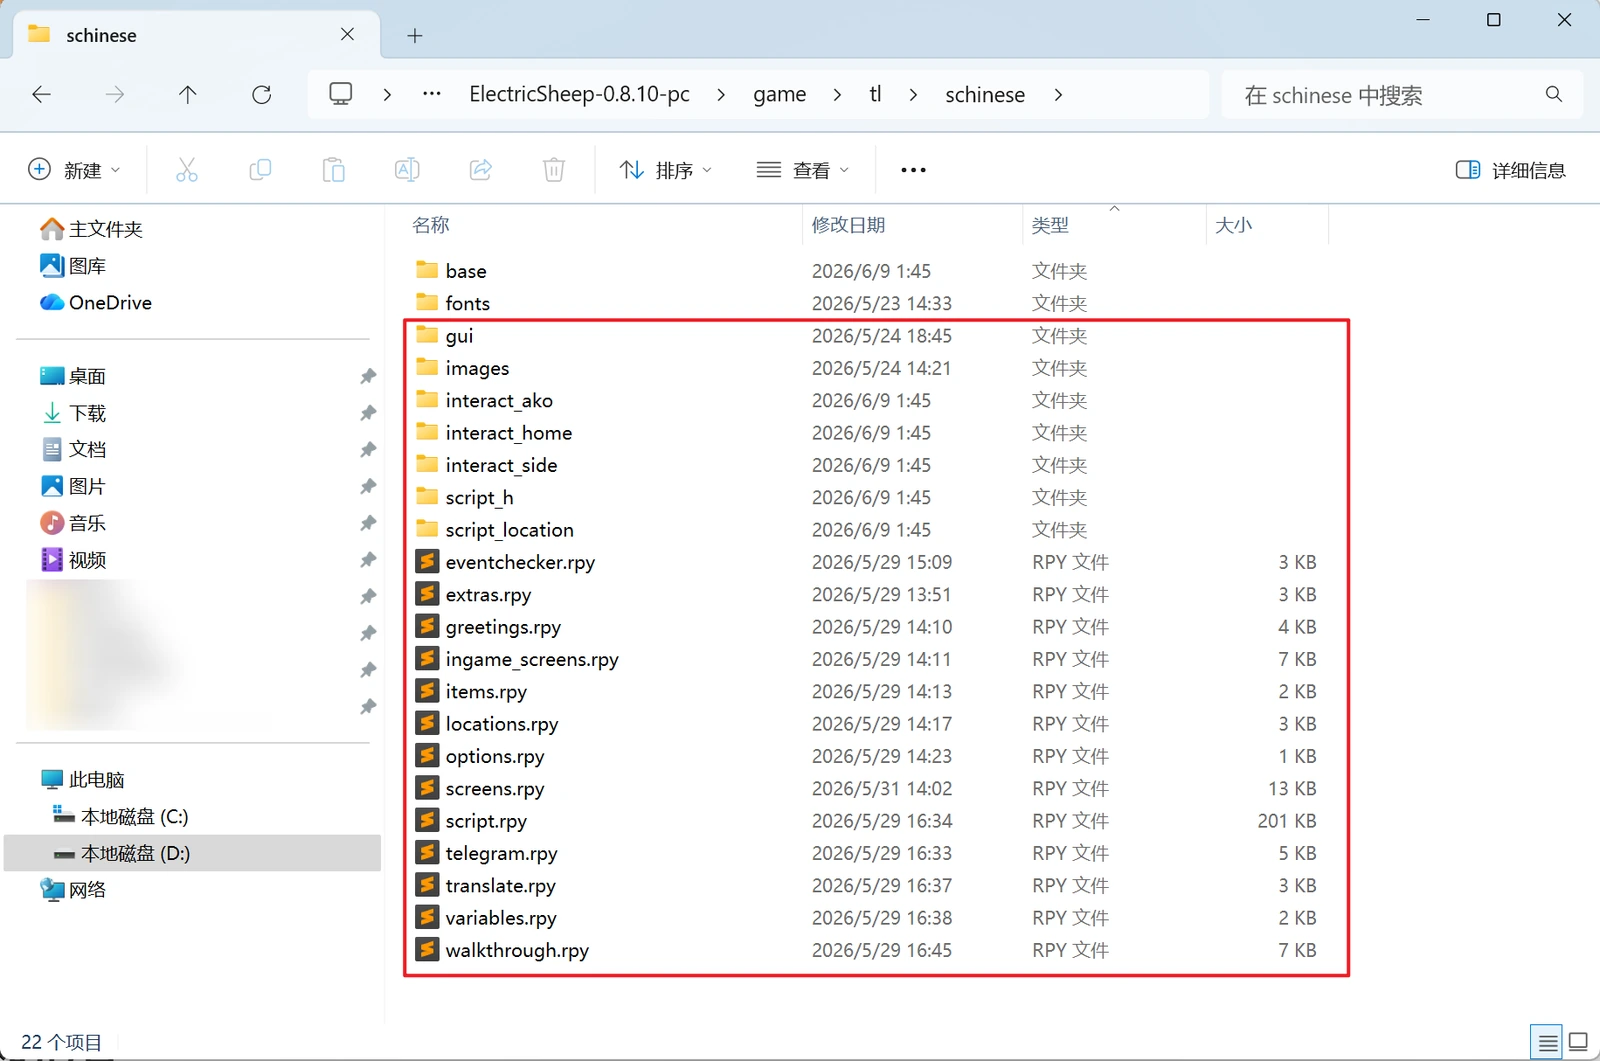 schinese
ElectricSheep-0.8.10-pc > game > tl > schinese >
在 schinese 中搜索
新建
排序
查看
详细信息
主文件夹
图库
OneDrive
桌面
下载
文档
图片
音乐
视频
此电脑
本地磁盘 (C:)
本地磁盘 (D:)
网络
名称 修改日期 类型 大小
base 2026/6/9 1:45 文件夹
fonts 2026/5/23 14:33 文件夹
gui 2026/5/24 18:45 文件夹
images 2026/5/24 14:21 文件夹
interact_ako 2026/6/9 1:45 文件夹
interact_home 2026/6/9 1:45 文件夹
interact_side 2026/6/9 1:45 文件夹
script_h 2026/6/9 1:45 文件夹
script_location 2026/6/9 1:45 文件夹
eventchecker.rpy 2026/5/29 15:09 RPY 文件 3 KB
extras.rpy 2026/5/29 13:51 RPY 文件 3 KB
greetings.rpy 2026/5/29 14:10 RPY 文件 4 KB
ingame_screens.rpy 2026/5/29 14:11 RPY 文件 7 KB
items.rpy 2026/5/29 14:13 RPY 文件 2 KB
locations.rpy 2026/5/29 14:17 RPY 文件 3 KB
options.rpy 2026/5/29 14:23 RPY 文件 1 KB
screens.rpy 2026/5/31 14:02 RPY 文件 13 KB
script.rpy 2026/5/29 16:34 RPY 文件 201 KB
telegram.rpy 2026/5/29 16:33 RPY 文件 5 KB
translate.rpy 2026/5/29 16:37 RPY 文件 3 KB
variables.rpy 2026/5/29 16:38 RPY 文件 2 KB
walkthrough.rpy 2026/5/29 16:45 RPY 文件 7 KB
22 个项目